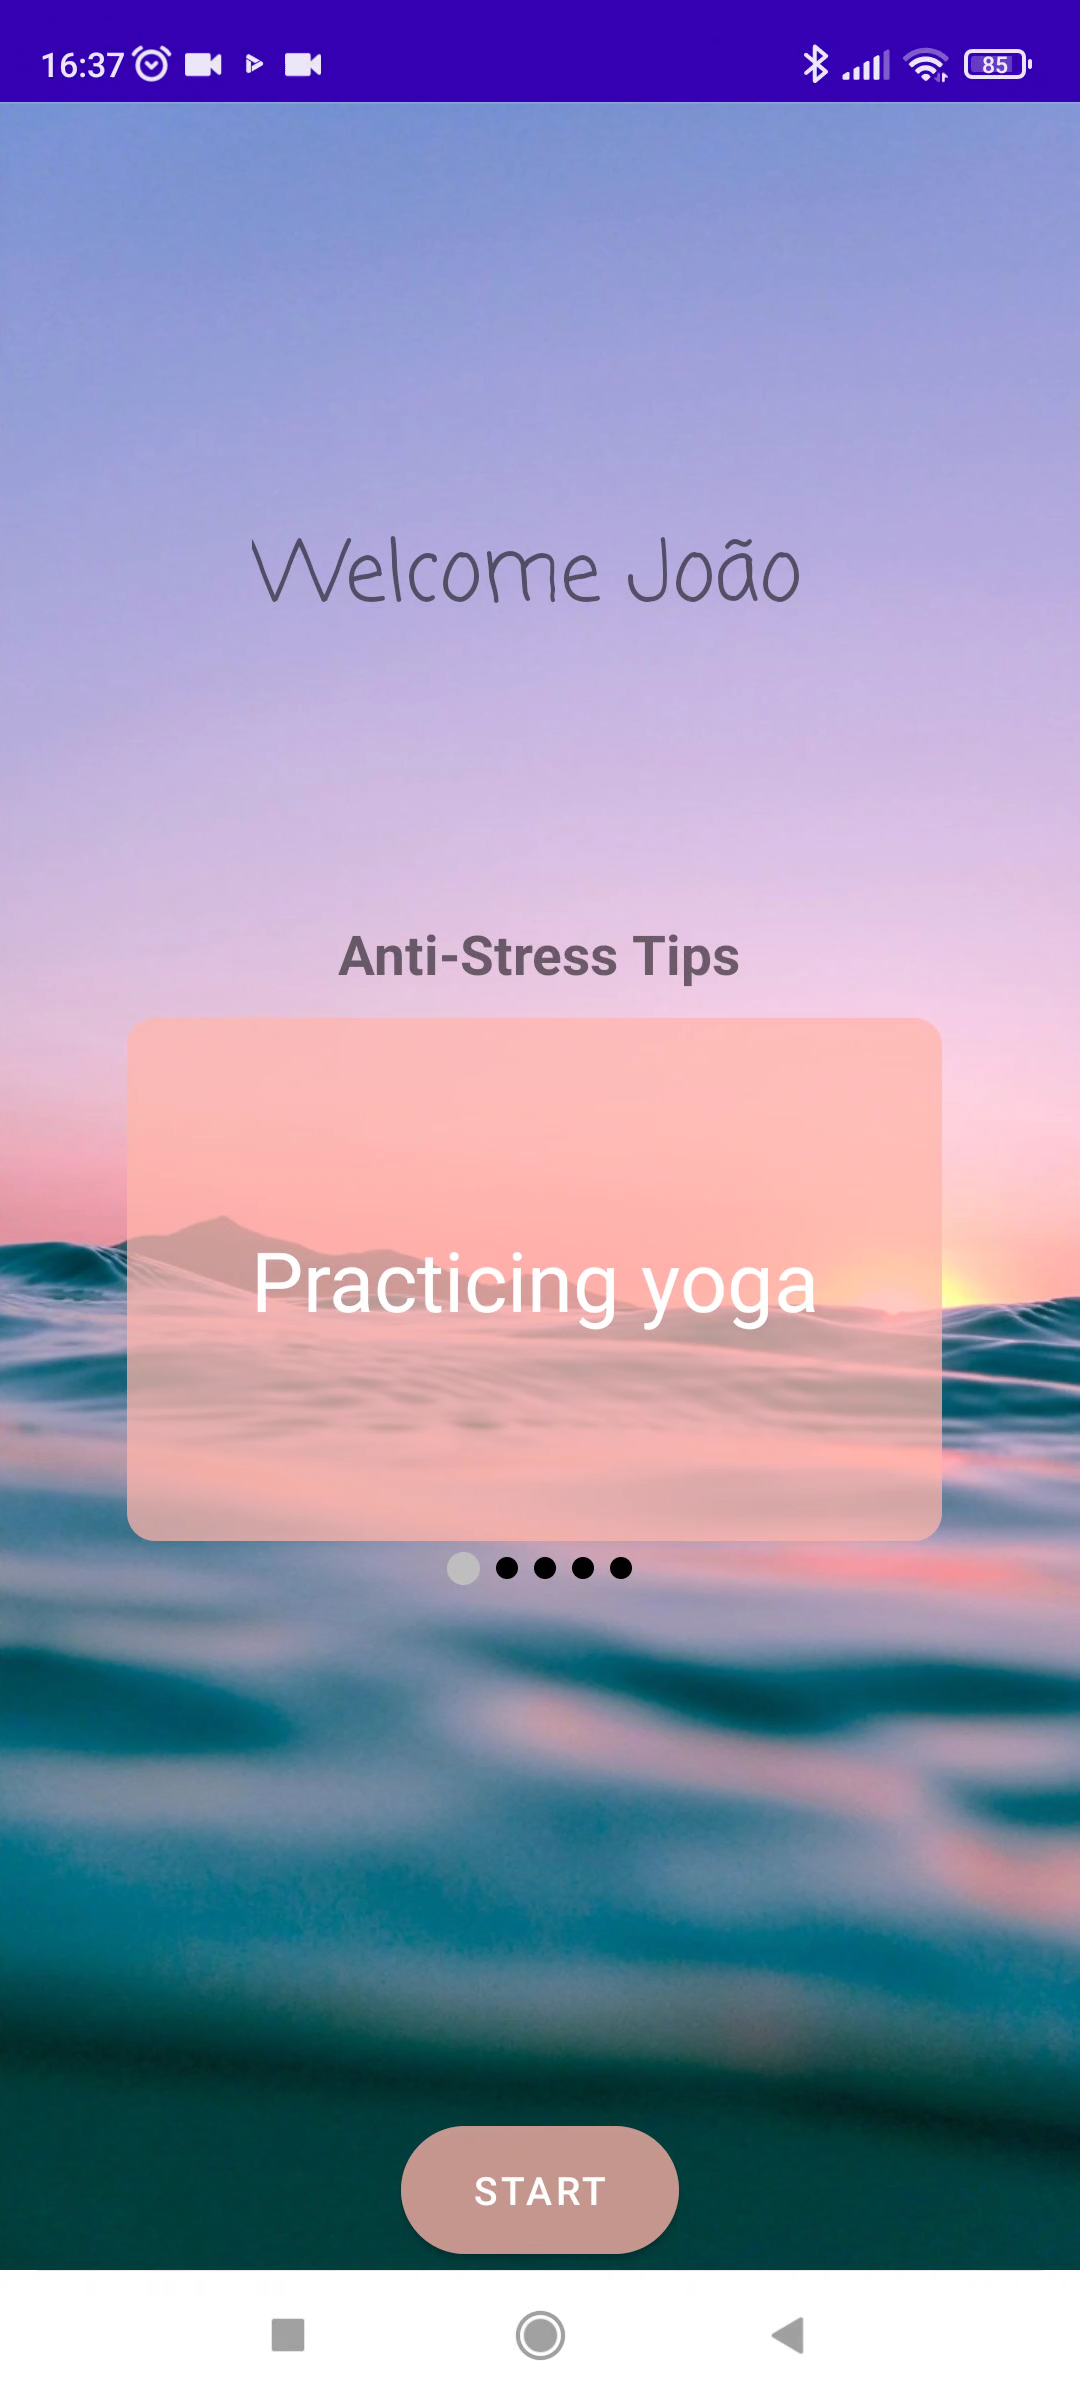 16:37
85
Welcome João
Anti-Stress Tips
Practicing yoga
START